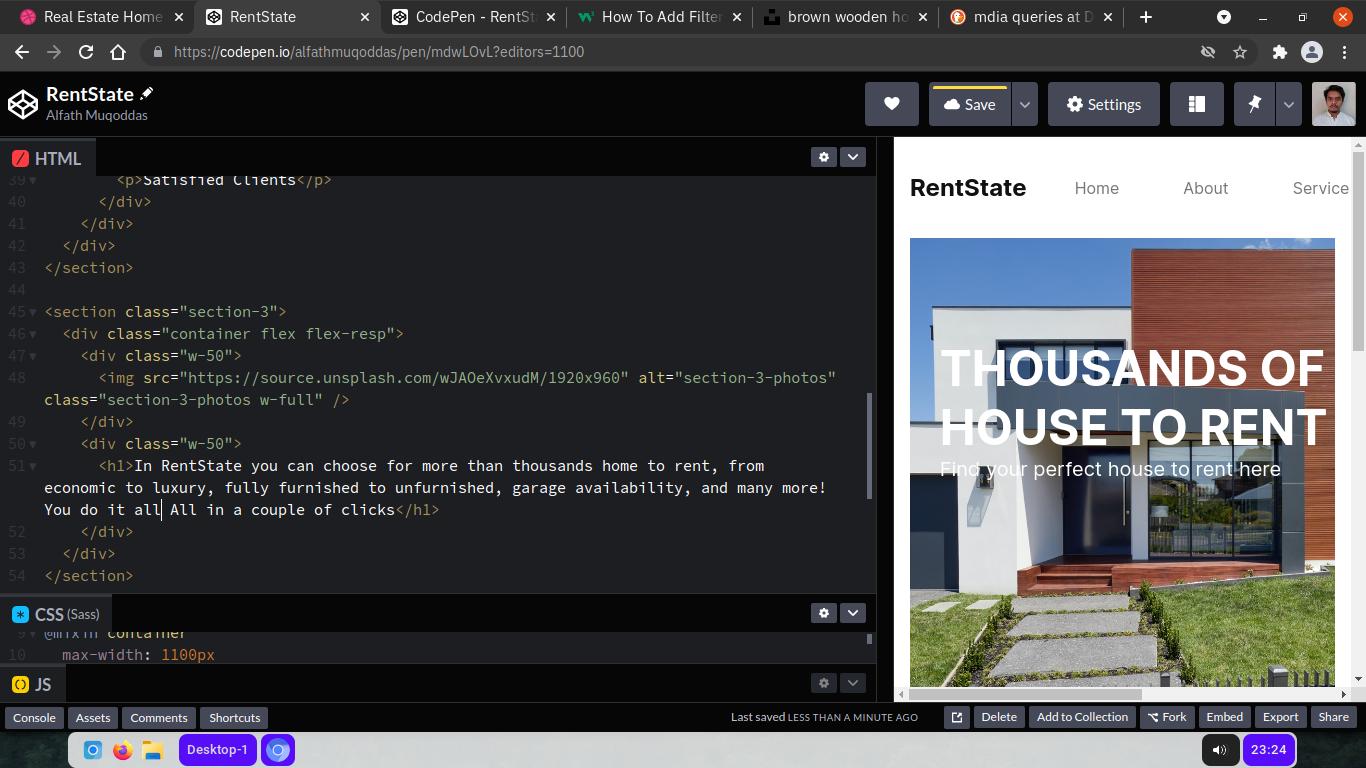 Real Estate Home
RentState
CodePen - RentSt
How To Add Filter
brown wooden ho
mdia queries at D
https://codepen.io/alfathmuqoddas/pen/mdwLOvL?editors=1100
RentState
Alfath Muqoddas
Save
Settings
HTML
39 <p>Satisfied Clients</p>
40 </div>
41 </div>
42 </div>
43 </section>
44
45 <section class="section-3">
46 <div class="container flex flex-resp">
47 <div class="w-50">
48 <img src="https://source.unsplash.com/wJAOeXvxudM/1920x960" alt="section-3-photos"
class="section-3-photos w-full" />
49 </div>
50 <div class="w-50">
51 <h1>In RentState you can choose for more than thousands home to rent, from
economic to luxury, fully furnished to unfurnished, garage availability, and many more!
You do it all All in a couple of clicks</h1>
52 </div>
53 </div>
54 </section>
CSS (Sass)
9 @mixin container
10 max-width: 1100px
JS
RentState
Home
About
Service
THOUSANDS OF
HOUSE TO RENT
Find your perfect house to rent here
Console
Assets
Comments
Shortcuts
Last saved LESS THAN A MINUTE AGO
Delete
Add to Collection
Fork
Embed
Export
Share
Desktop-1
23:24